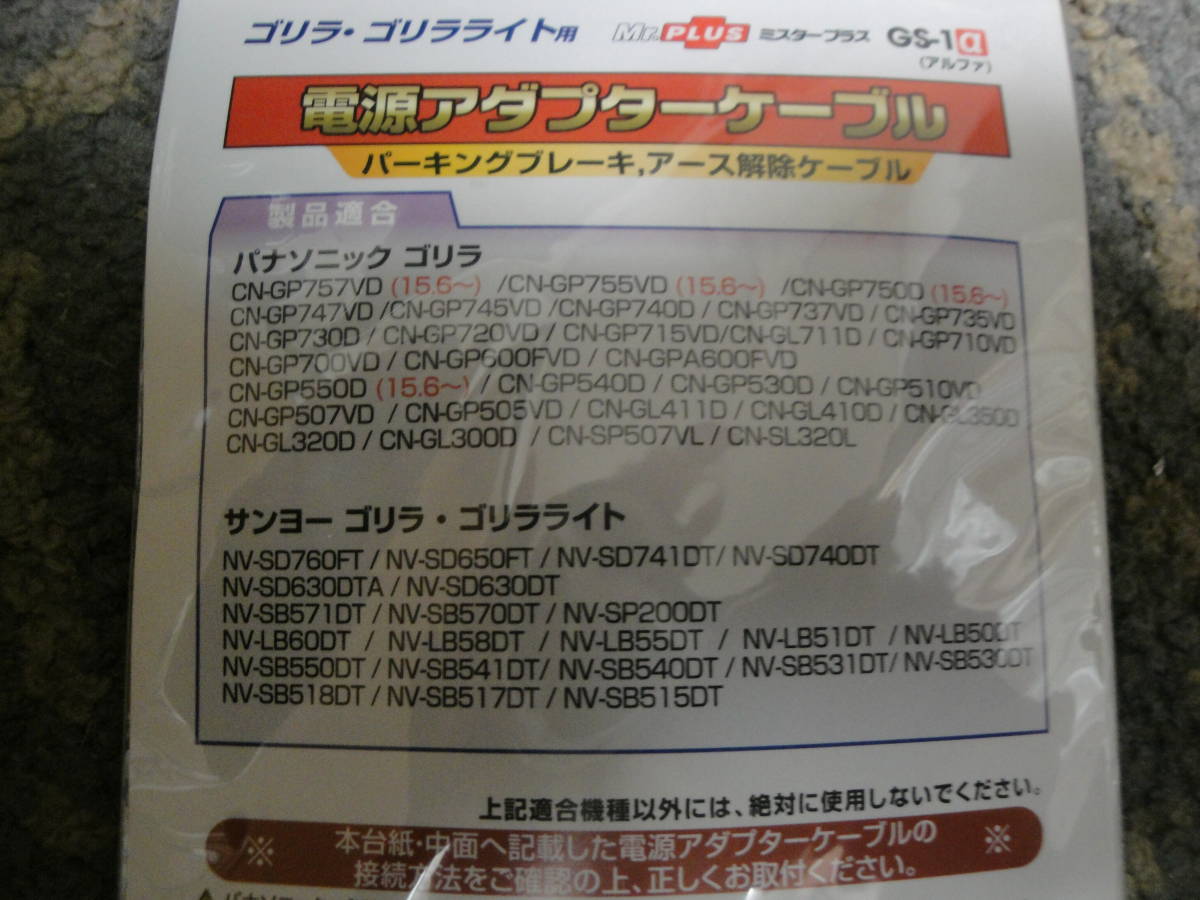 ゴリラ・ゴリラライト用 Mr.PLUS ミスタープラス GS-1α
(アルファ)
電源アダプターケーブル
パーキングブレーキ,アース解除ケーブル
製品適合
パナソニック ゴリラ
CN-GP757VD (15.6〜) /CN-GP755VD (15.6〜) /CN-GP750D (15.6〜)
CN-GP747VD /CN-GP745VD /CN-GP740D / CN-GP737VD / CN-GP735VD
CN-GP730D / CN-GP720VD / CN-GP715VD/CN-GL711D / CN-GP710VD
CN-GP700VD / CN-GP600FVD / CN-GPA600FVD
CN-GP550D (15.6〜) / CN-GP540D / CN-GP530D / CN-GP510VD
CN-GP507VD / CN-GP505VD / CN-GL411D / CN-GL410D / CN-GL350D
CN-GL320D / CN-GL300D / CN-SP507VL / CN-SL320L
サンヨー ゴリラ・ゴリラライト
NV-SD760FT / NV-SD650FT / NV-SD741DT/ NV-SD740DT
NV-SD630DTA / NV-SD630DT
NV-SB571DT / NV-SB570DT / NV-SP200DT
NV-LB60DT / NV-LB58DT / NV-LB55DT / NV-LB51DT / NV-LB50DT
NV-SB550DT / NV-SB541DT/ NV-SB540DT / NV-SB531DT/ NV-SB530DT
NV-SB518DT / NV-SB517DT / NV-SB515DT
上記適合機種以外には、絶対に使用しないでください。
※ 本台紙・中面へ記載した電源アダプターケーブルの ※
接続方法をご確認の上、正しくお取付ください。